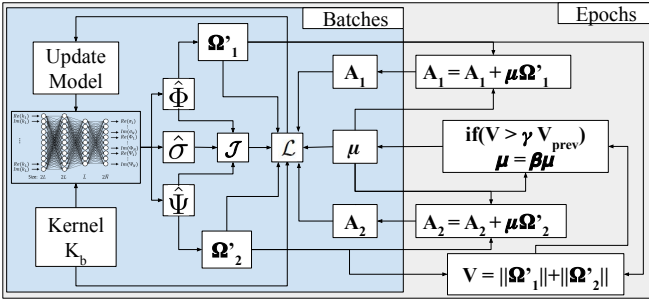 Batches
Epochs
Update
Model
Ω'₁
A₁
A₁ = A₁ + μΩ'₁
Φ̂
σ̂
𝒥
ℒ
μ
if(V > γ V_prev)
μ = βμ
Ψ̂
Kernel
K_b
Ω'₂
A₂
A₂ = A₂ + μΩ'₂
V = ||Ω'₁||+||Ω'₂||